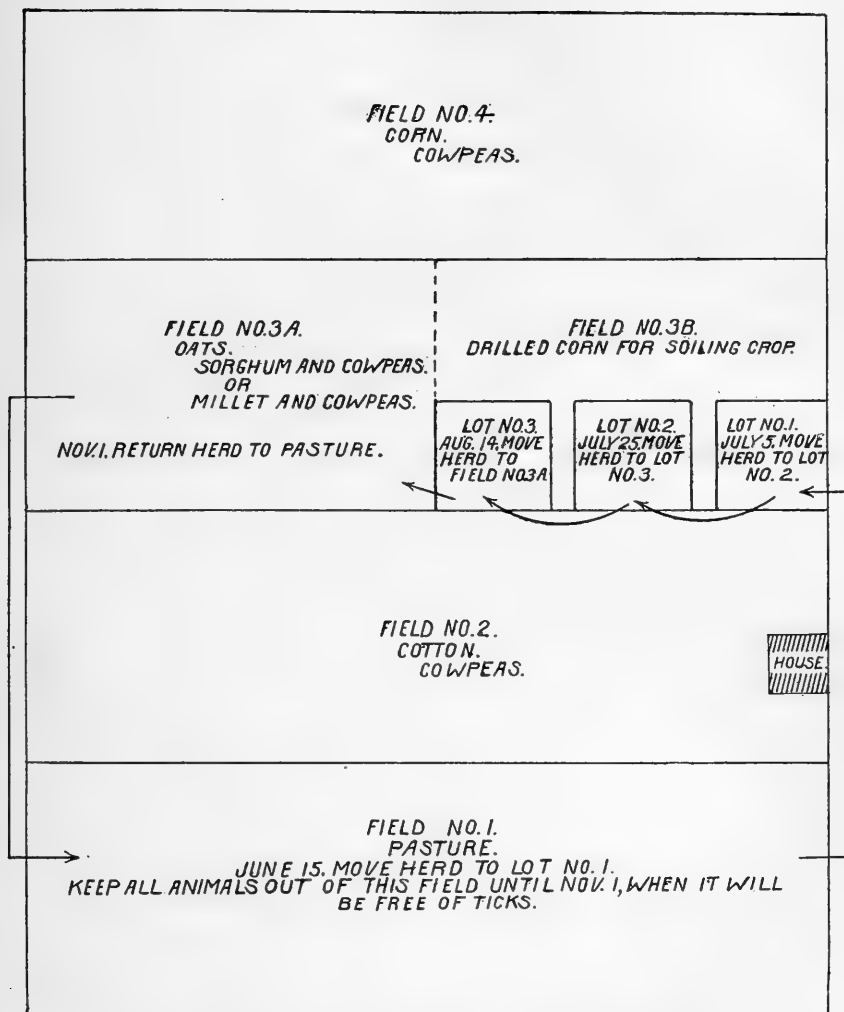 FIELD NO.4.
CORN.
COWPEAS.
FIELD NO.3A.
OATS.
SORGHUM AND COWPEAS.
OR
MILLET AND COWPEAS.
NOV.1. RETURN HERD TO PASTURE.
FIELD NO.3B.
DRILLED CORN FOR SOILING CROP.
LOT NO.3.
AUG. 14, MOVE
HERD TO
FIELD NO.3A
LOT NO.2.
JULY 25, MOVE
HERD TO LOT
NO.3.
LOT NO.1.
JULY 5, MOVE
HERD TO LOT
NO. 2.
FIELD NO.2.
COTTON.
COWPEAS.
HOUSE.
FIELD NO.1.
PASTURE.
JUNE 15, MOVE HERD TO LOT NO.1.
KEEP ALL ANIMALS OUT OF THIS FIELD UNTIL NOV. 1, WHEN IT WILL
BE FREE OF TICKS.